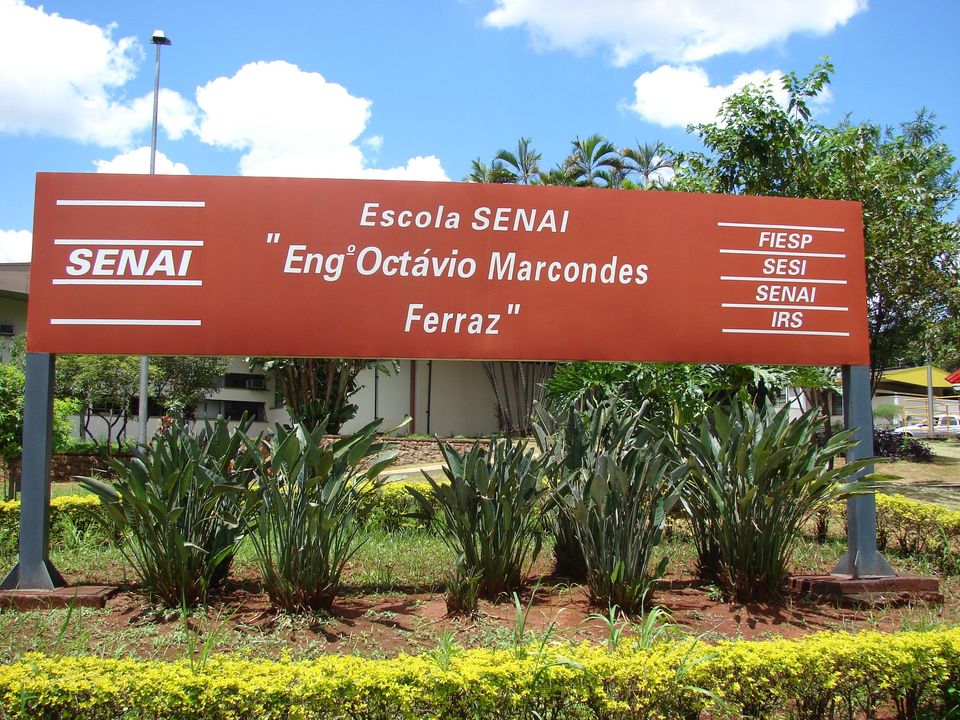 SENAI
Escola SENAI
"Engº Octávio Marcondes
Ferraz"
FIESP
SESI
SENAI
IRS